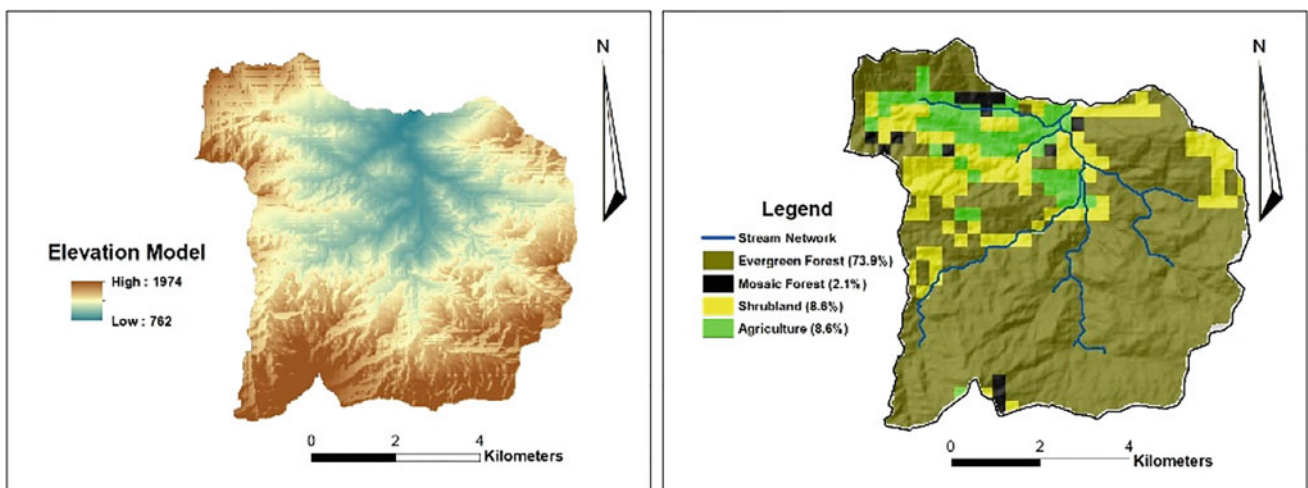 N
Elevation Model
High : 1974
Low : 762
0 2 4
Kilometers
N
Legend
Stream Network
Evergreen Forest (73.9%)
Mosaic Forest (2.1%)
Shrubland (8.6%)
Agriculture (8.6%)
0 2 4
Kilometers